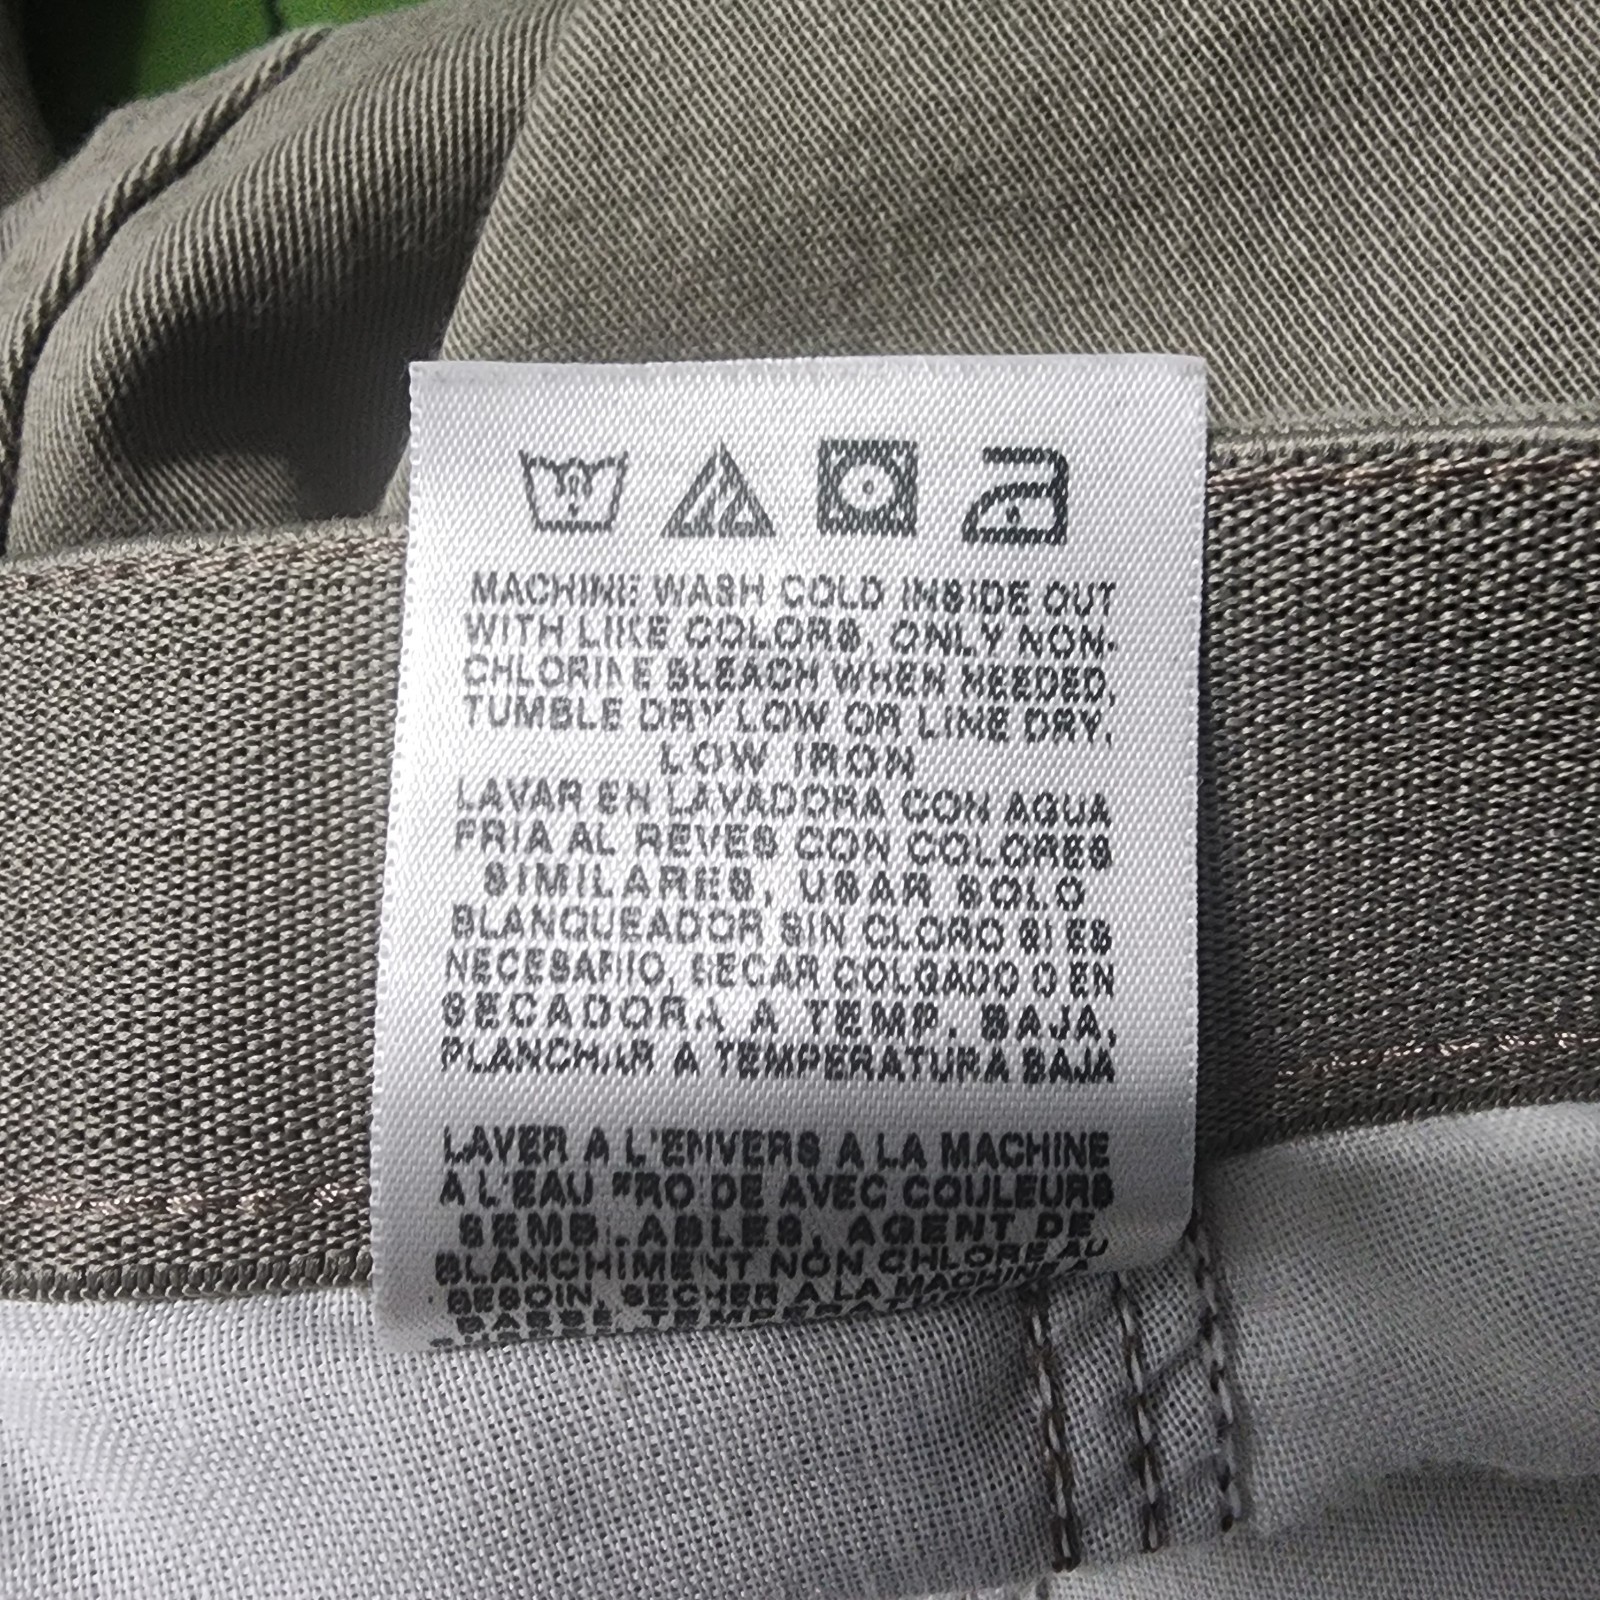 MACHINE WASH COLD INSIDE OUT
WITH LIKE COLORS, ONLY NON-
CHLORINE BLEACH WHEN NEEDED,
TUMBLE DRY LOW OR LINE DRY,
LOW IRON
LAVAR EN LAVADORA CON AGUA
FRIA AL REVES CON COLORES
SIMILARES, USAR SOLO
BLANQUEADOR SIN CLORO SI ES
NECESARIO, SECAR COLGADO O EN
SECADORA A TEMP. BAJA,
PLANCHAR A TEMPERATURA BAJA
LAVER A L'ENVERS A LA MACHINE
A L'EAU FROIDE AVEC COULEURS
SEMBLABLES, AGENT DE
BLANCHIMENT NON CHLORE AU
BESOIN, SECHER A LA MACHINE A
BASSE TEMPERAT